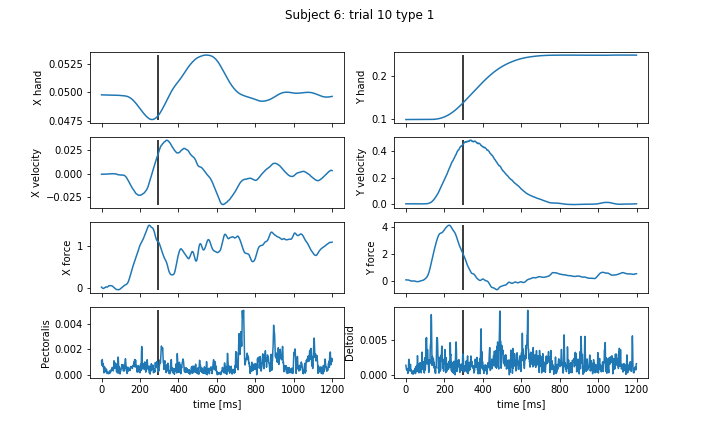 Subject 6: trial 10 type 1
X hand
0.0525
0.0500
0.0475
Y hand
0.2
0.1
X velocity
0.025
0.000
−0.025
Y velocity
0.4
0.2
0.0
X force
1
0
Y force
4
2
0
Pectoralis
0.004
0.002
0.000
Deltoid
0.005
0.000
0 200 400 600 800 1000 1200
0 200 400 600 800 1000 1200
time [ms]
time [ms]